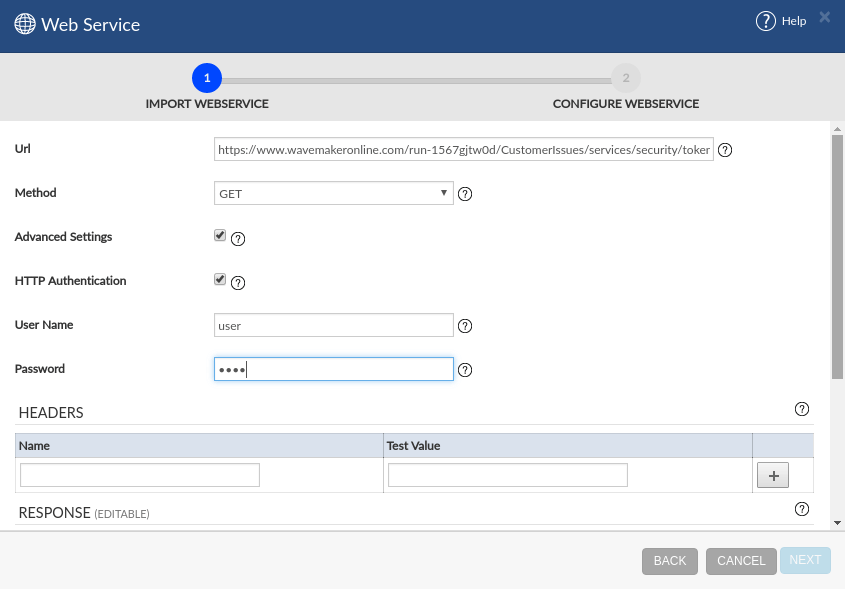 Web Service
? Help ×
1 2
IMPORT WEBSERVICE CONFIGURE WEBSERVICE
Url https://www.wavemakeronline.com/run-1567gjtw0d/CustomerIssues/services/security/toker ?
Method GET ?
Advanced Settings ?
HTTP Authentication ?
User Name user ?
Password •••• ?
HEADERS ?
Name Test Value
+
RESPONSE (EDITABLE) ?
BACK CANCEL NEXT